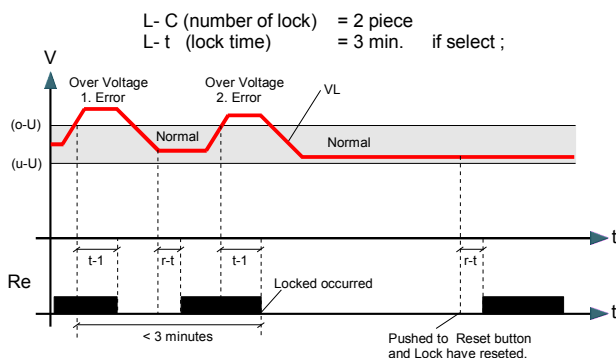 L- C (number of lock) = 2 piece
L- t (lock time) = 3 min. if select ;
V
Over Voltage
1. Error
Over Voltage
2. Error
VL
(o-U)
Normal
Normal
(u-U)
t
t-1
r-t
t-1
r-t
Re
Locked occurred
t
< 3 minutes
Pushed to Reset button
and Lock have reseted.